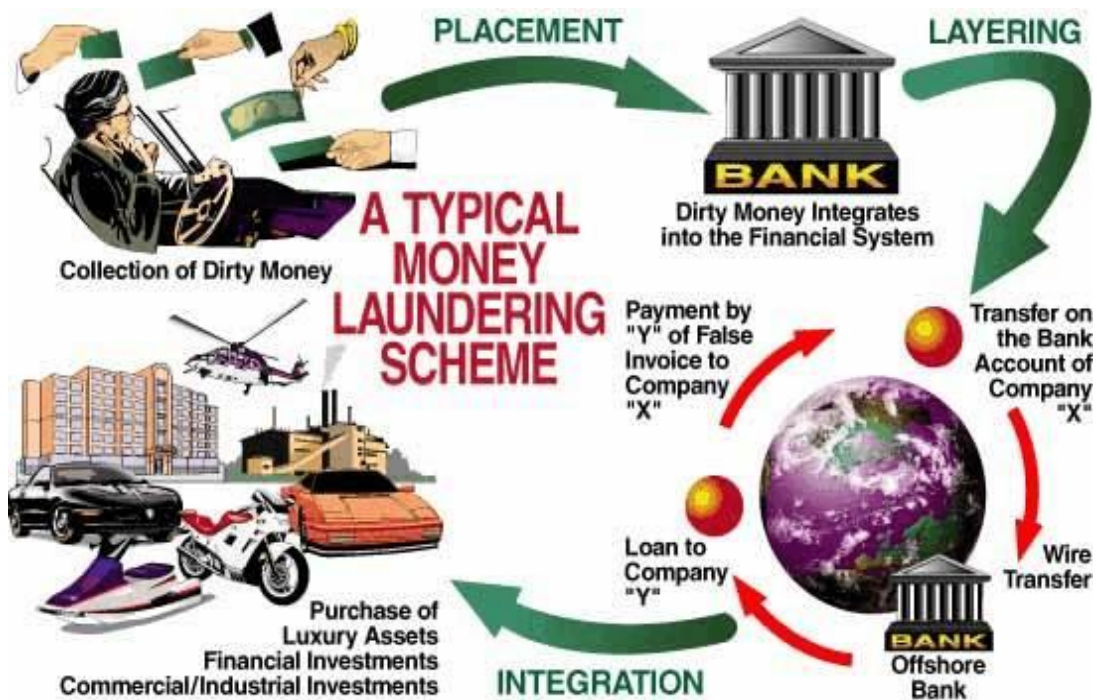 PLACEMENT
LAYERING
BANK
Dirty Money Integrates
into the Financial System
Collection of Dirty Money
A TYPICAL
MONEY
LAUNDERING
SCHEME
Payment by
"Y" of False
Invoice to
Company
"X"
Transfer on
the Bank
Account of
Company
"X"
Loan to
Company
"Y"
Wire
Transfer
BANK
Offshore
Bank
Purchase of
Luxury Assets
Financial Investments
Commercial/Industrial Investments
INTEGRATION